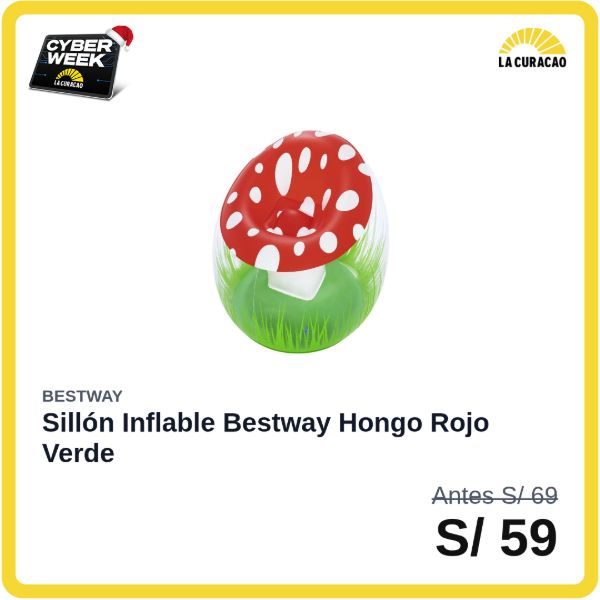 CYBER
WEEK
LA CURACAO
LA CURACAO
BESTWAY
Sillón Inflable Bestway Hongo Rojo
Verde
Antes S/ 69
S/ 59